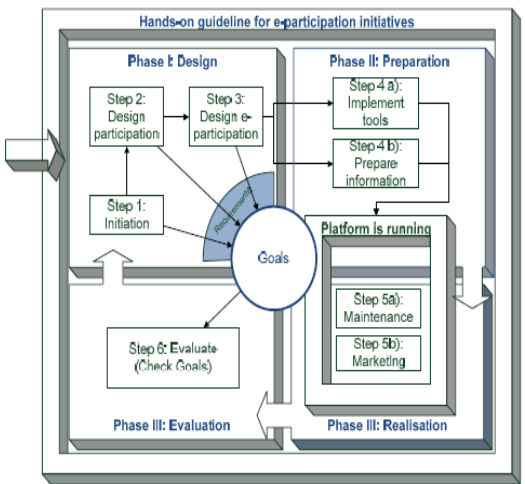 Hands-on guideline for e-participation initiatives
Phase I: Design
Phase II: Preparation
Step 2:
Design
participation
Step 3:
Design e-
participation
Step 4 a):
Implement
tools
Step 4 b):
Prepare
information
Step 1:
Initiation
Requirements
Goals
Platform is running
Step 5a):
Maintenance
Step 5b):
Marketing
Step 6: Evaluate
(Check Goals)
Phase III: Evaluation
Phase III: Realisation